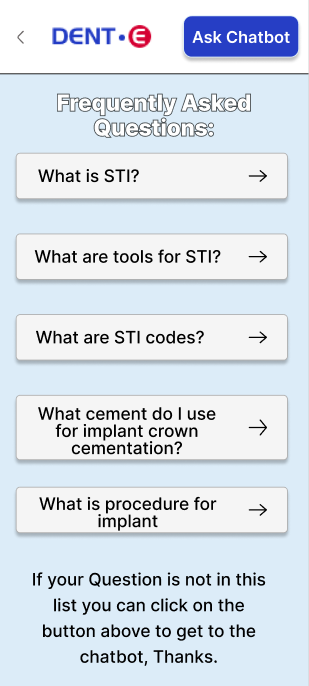 DENT·E
Ask Chatbot
Frequently Asked
Questions:
What is STI?
What are tools for STI?
What are STI codes?
What cement do I use
for implant crown
cementation?
What is procedure for
implant
If your Question is not in this
list you can click on the
button above to get to the
chatbot, Thanks.